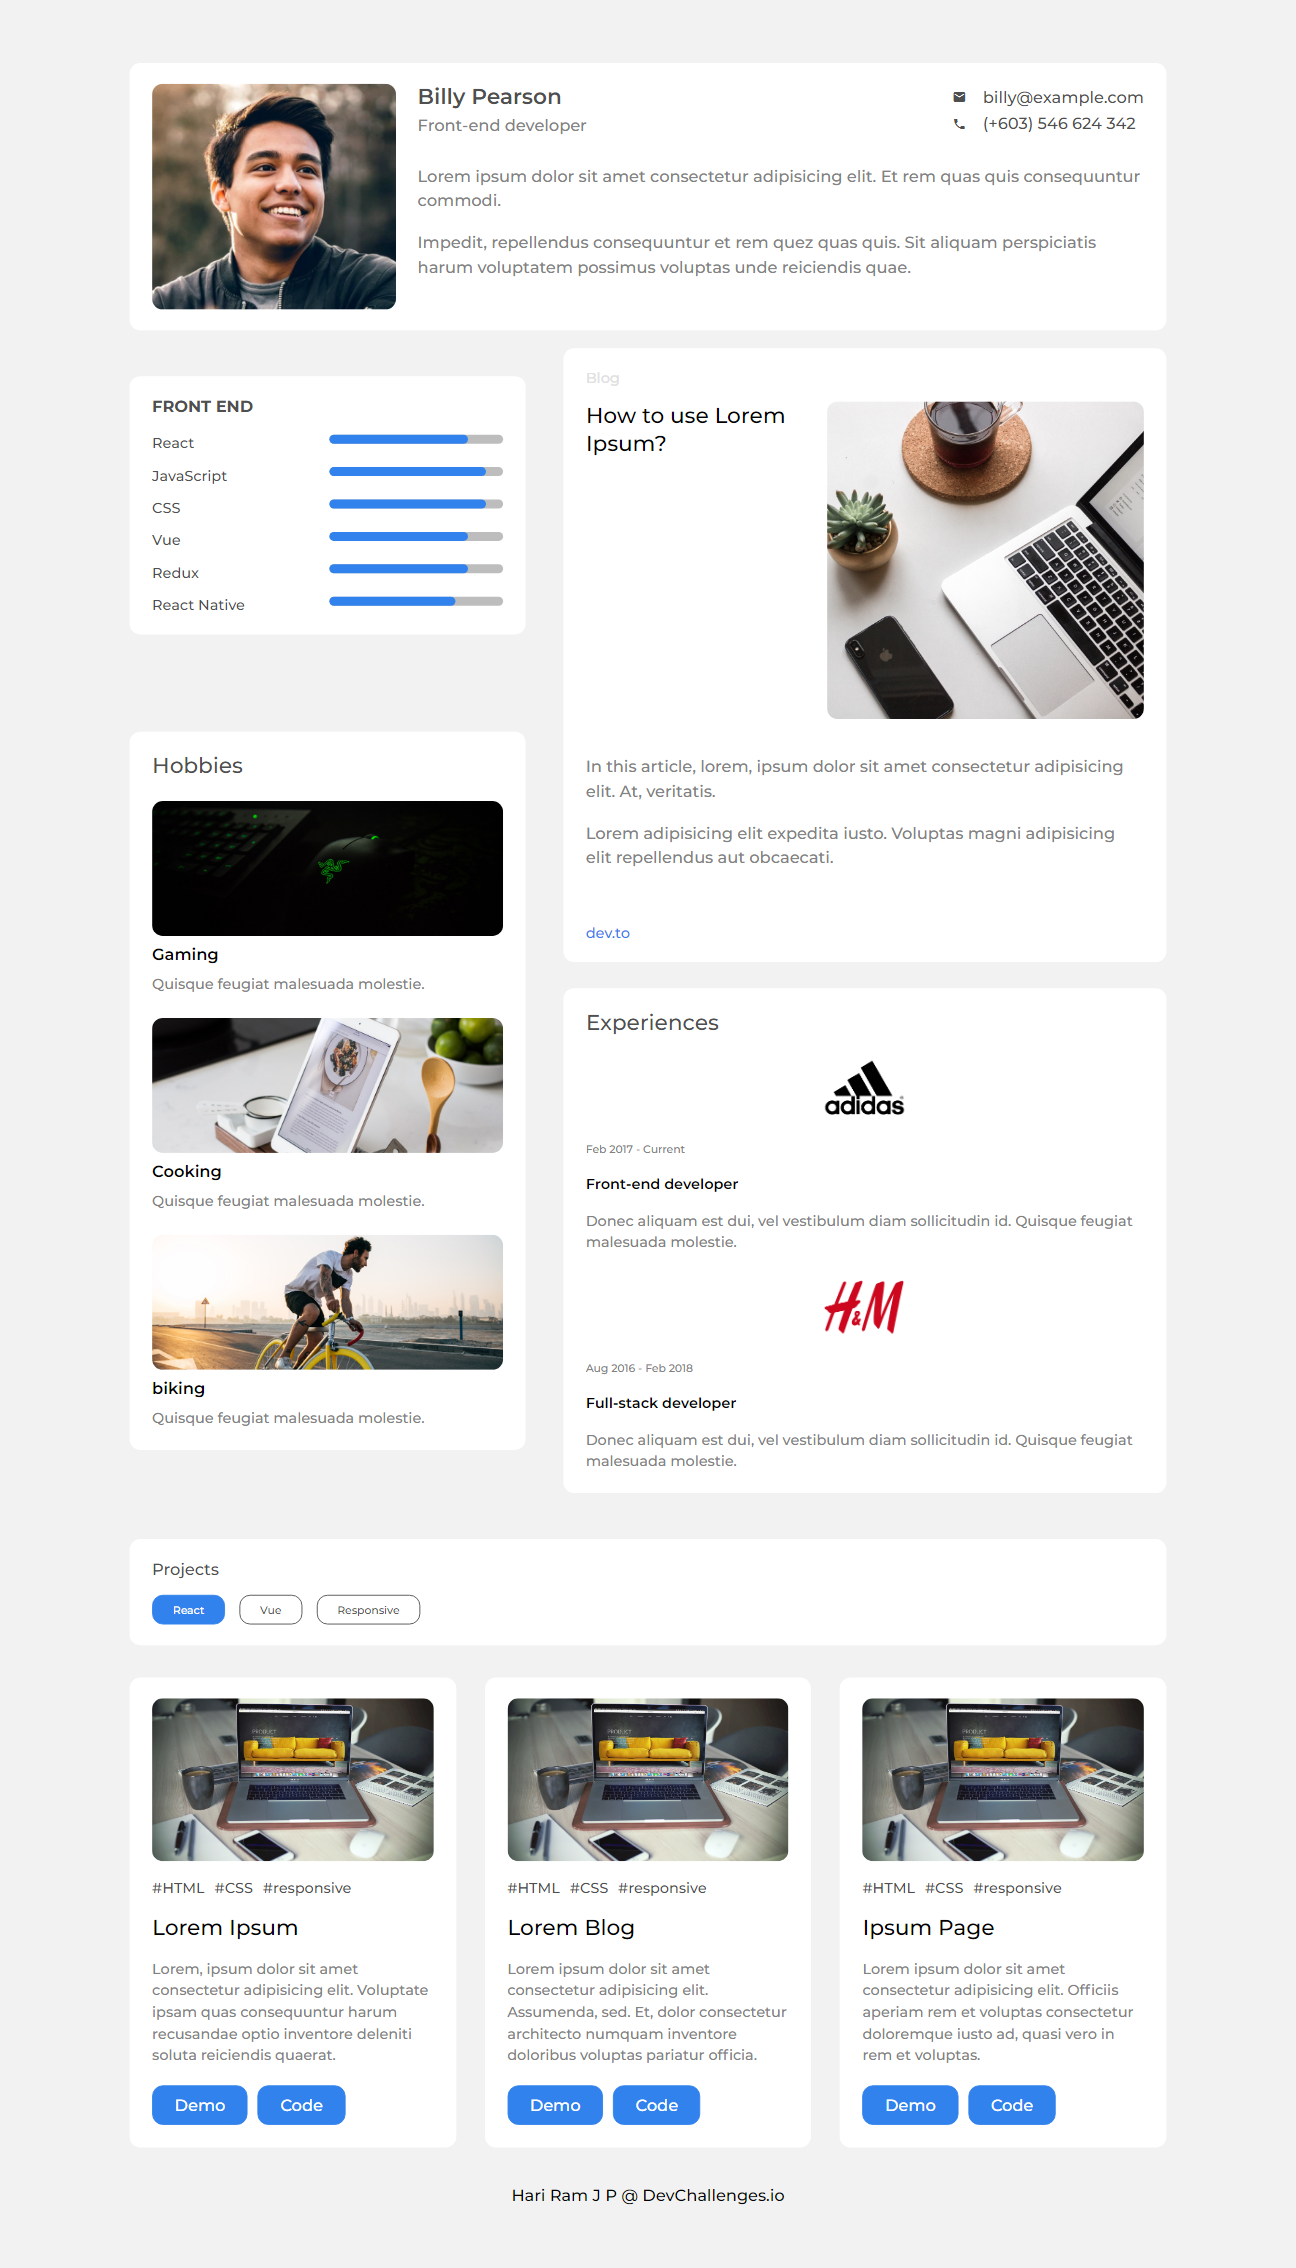 Billy Pearson
Front-end developer
billy@example.com
(+603) 546 624 342
Lorem ipsum dolor sit amet consectetur adipisicing elit. Et rem quas quis consequuntur
commodi.
Impedit, repellendus consequuntur et rem quez quas quis. Sit aliquam perspiciatis
harum voluptatem possimus voluptas unde reiciendis quae.
FRONT END
React
JavaScript
CSS
Vue
Redux
React Native
Hobbies
Gaming
Quisque feugiat malesuada molestie.
Cooking
Quisque feugiat malesuada molestie.
biking
Quisque feugiat malesuada molestie.
Blog
How to use Lorem
Ipsum?
In this article, lorem, ipsum dolor sit amet consectetur adipisicing
elit. At, veritatis.
Lorem adipisicing elit expedita iusto. Voluptas magni adipisicing
elit repellendus aut obcaecati.
dev.to
Experiences
adidas
Feb 2017 - Current
Front-end developer
Donec aliquam est dui, vel vestibulum diam sollicitudin id. Quisque feugiat
malesuada molestie.
H&M
Aug 2016 - Feb 2018
Full-stack developer
Donec aliquam est dui, vel vestibulum diam sollicitudin id. Quisque feugiat
malesuada molestie.
Projects
React
Vue
Responsive
PRODUCT
#HTML #CSS #responsive
Lorem Ipsum
Lorem, ipsum dolor sit amet
consectetur adipisicing elit. Voluptate
ipsam quas consequuntur harum
recusandae optio inventore deleniti
soluta reiciendis quaerat.
Demo
Code
PRODUCT
#HTML #CSS #responsive
Lorem Blog
Lorem ipsum dolor sit amet
consectetur adipisicing elit.
Assumenda, sed. Et, dolor consectetur
architecto numquam inventore
doloribus voluptas pariatur officia.
Demo
Code
PRODUCT
#HTML #CSS #responsive
Ipsum Page
Lorem ipsum dolor sit amet
consectetur adipisicing elit. Officiis
aperiam rem et voluptas consectetur
doloremque iusto ad, quasi vero in
rem et voluptas.
Demo
Code
Hari Ram J P @ DevChallenges.io